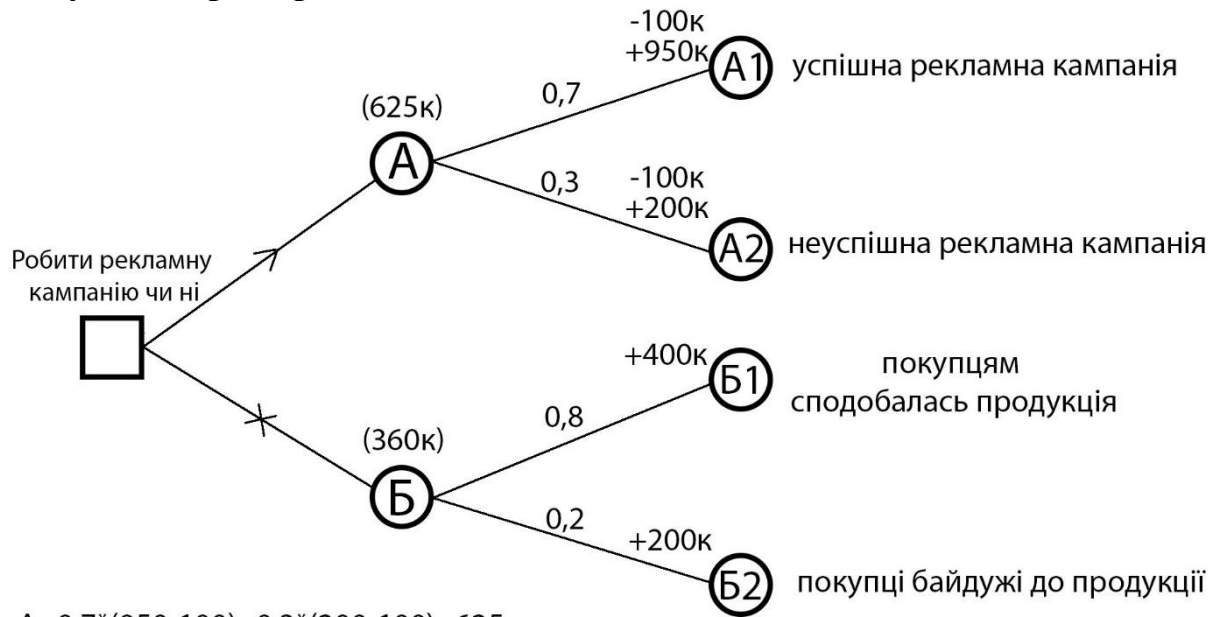 -100к
+950к
А1
успішна рекламна кампанія
0,7
(625к)
А
0,3
-100к
+200к
А2
неуспішна рекламна кампанія
Робити рекламну
кампанію чи ні
+400к
Б1
покупцям
сподобалась продукція
0,8
(360к)
Б
0,2
+200к
Б2
покупці байдужі до продукції